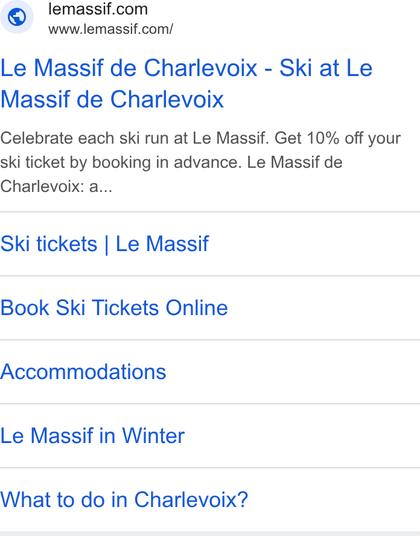 lemassif.com
www.lemassif.com/
Le Massif de Charlevoix - Ski at Le
Massif de Charlevoix
Celebrate each ski run at Le Massif. Get 10% off your
ski ticket by booking in advance. Le Massif de
Charlevoix: a...
Ski tickets | Le Massif
Book Ski Tickets Online
Accommodations
Le Massif in Winter
What to do in Charlevoix?